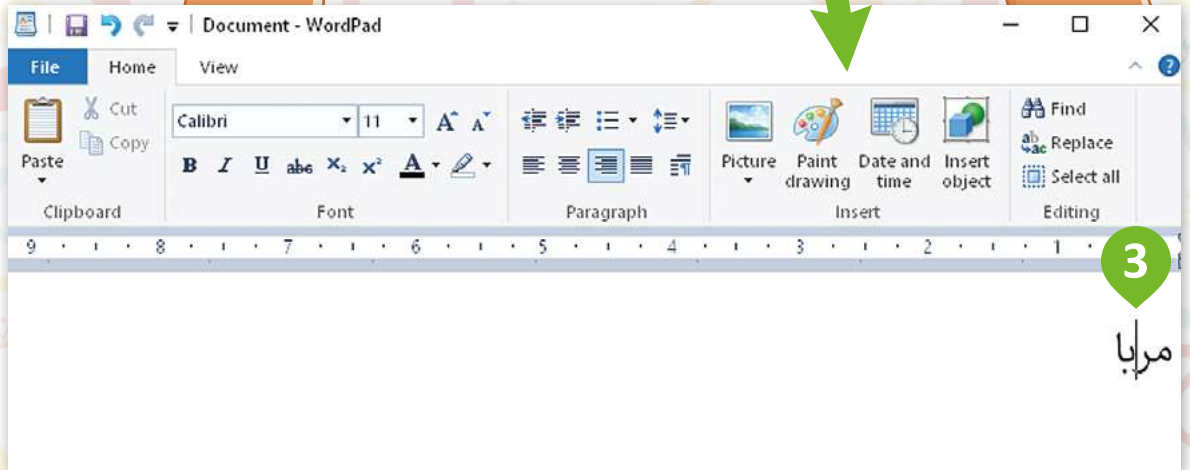 Document - WordPad
File Home View
Paste
Cut
Copy
Clipboard
Calibri 11 A A
B I U abc X₂ X² A
Font
Paragraph
Picture
Paint drawing
Date and time
Insert object
Insert
Find
Replace
Select all
Editing
9 8 7 6 5 4 3 2 1
3
مربا